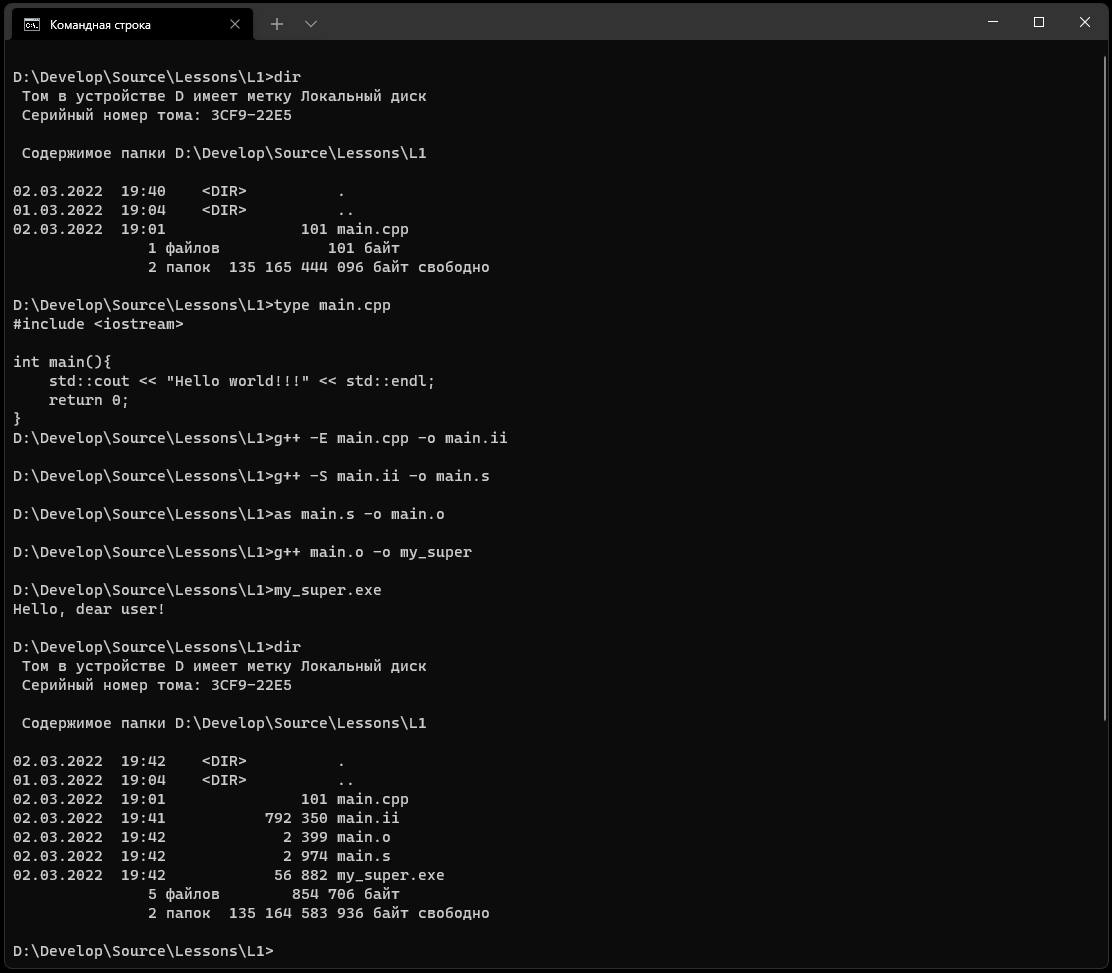 Командная строка
D:\Develop\Source\Lessons\L1>dir
 Том в устройстве D имеет метку Локальный диск
 Серийный номер тома: 3CF9-22E5
 Содержимое папки D:\Develop\Source\Lessons\L1
02.03.2022  19:40    <DIR>          .
01.03.2022  19:04    <DIR>          ..
02.03.2022  19:01               101 main.cpp
               1 файлов            101 байт
               2 папок  135 165 444 096 байт свободно
D:\Develop\Source\Lessons\L1>type main.cpp
#include <iostream>
int main(){
    std::cout << "Hello world!!!" << std::endl;
    return 0;
}
D:\Develop\Source\Lessons\L1>g++ -E main.cpp -o main.ii
D:\Develop\Source\Lessons\L1>g++ -S main.ii -o main.s
D:\Develop\Source\Lessons\L1>as main.s -o main.o
D:\Develop\Source\Lessons\L1>g++ main.o -o my_super
D:\Develop\Source\Lessons\L1>my_super.exe
Hello, dear user!
D:\Develop\Source\Lessons\L1>dir
 Том в устройстве D имеет метку Локальный диск
 Серийный номер тома: 3CF9-22E5
 Содержимое папки D:\Develop\Source\Lessons\L1
02.03.2022  19:42    <DIR>          .
01.03.2022  19:04    <DIR>          ..
02.03.2022  19:01               101 main.cpp
02.03.2022  19:41           792 350 main.ii
02.03.2022  19:42             2 399 main.o
02.03.2022  19:42             2 974 main.s
02.03.2022  19:42            56 882 my_super.exe
               5 файлов        854 706 байт
               2 папок  135 164 583 936 байт свободно
D:\Develop\Source\Lessons\L1>